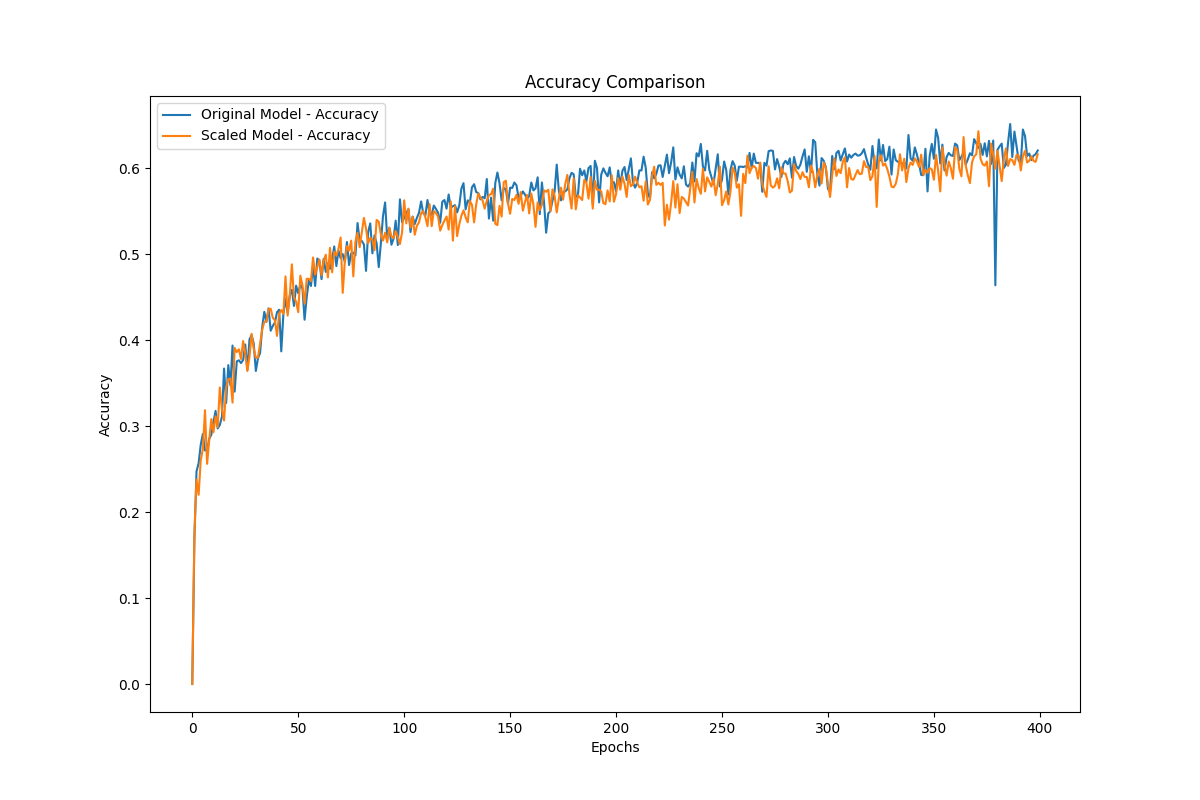 Accuracy Comparison
Original Model - Accuracy
Scaled Model - Accuracy
0.6
0.5
0.4
0.3
0.2
0.1
0.0
Accuracy
0 50 100 150 200 250 300 350 400
Epochs